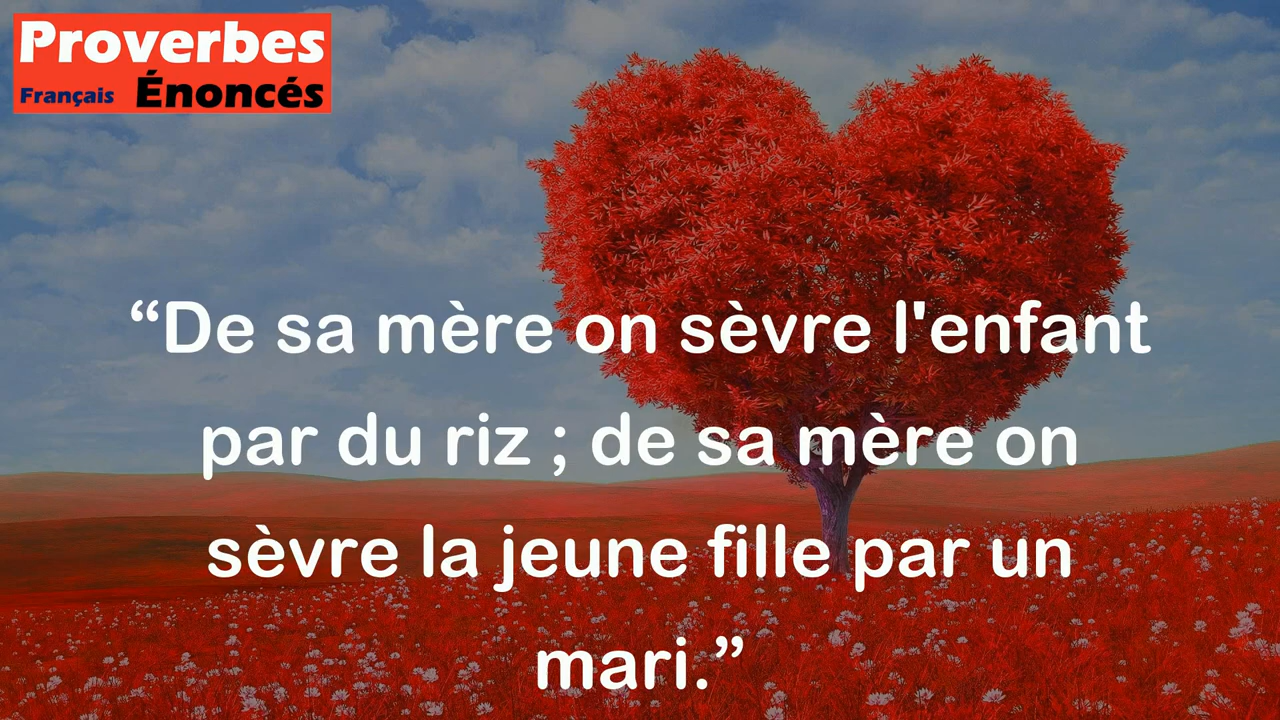 Proverbes
Français Énoncés
“De sa mère on sèvre l'enfant
par du riz ; de sa mère on
sèvre la jeune fille par un
mari.”